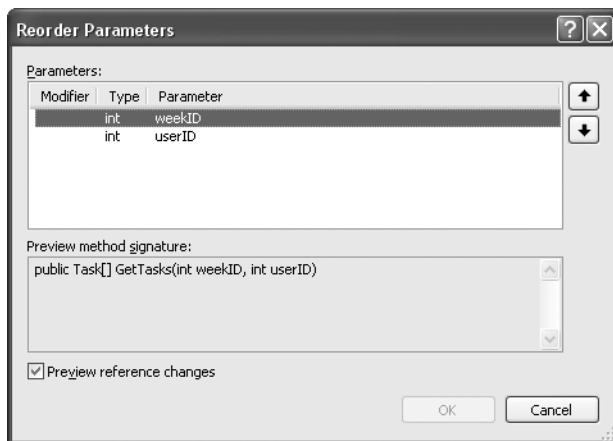 Reorder Parameters
Parameters:
Modifier Type Parameter
int weekID
int userID
Preview method signature:
public Task[] GetTasks(int weekID, int userID)
Preview reference changes
OK Cancel